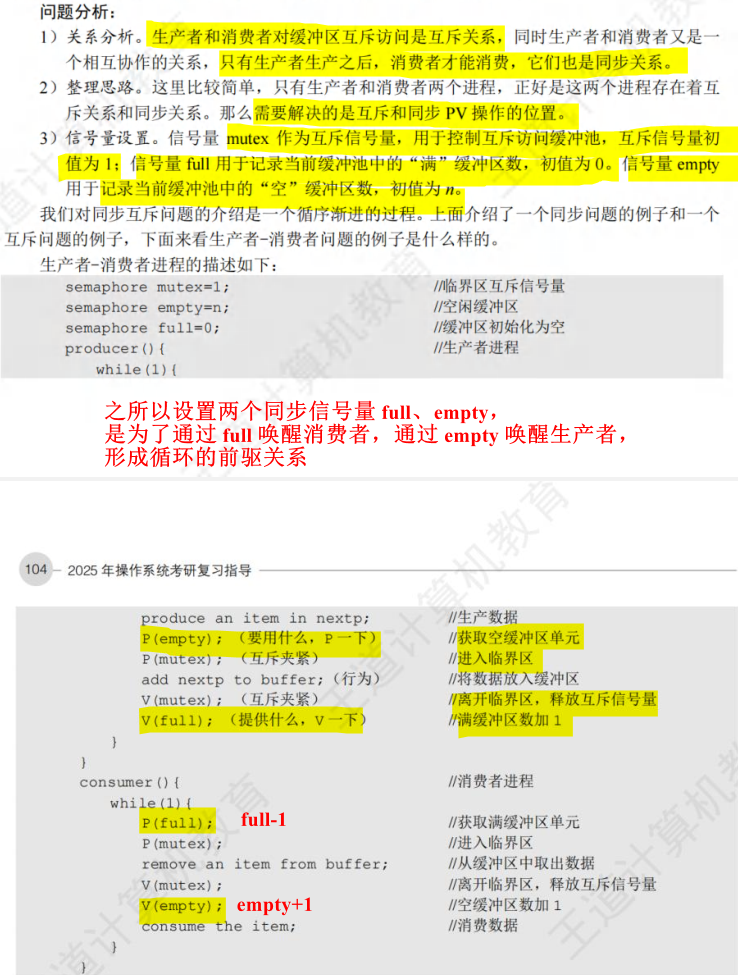 问题分析：
1）关系分析。生产者和消费者对缓冲区互斥访问是互斥关系，同时生产者和消费者又是一
个相互协作的关系，只有生产者生产之后，消费者才能消费，它们也是同步关系。
2）整理思路。这里比较简单，只有生产者和消费者两个进程，正好是这两个进程存在着互
斥关系和同步关系。那么需要解决的是互斥和同步 PV 操作的位置。
3）信号量设置。信号量 mutex 作为互斥信号量，用于控制互斥访问缓冲池，互斥信号量初
值为 1；信号量 full 用于记录当前缓冲池中的“满”缓冲区数，初值为 0。信号量 empty
用于记录当前缓冲池中的“空”缓冲区数，初值为 n。
我们对同步互斥问题的介绍是一个循序渐进的过程。上面介绍了一个同步问题的例子和一个
互斥问题的例子，下面来看生产者-消费者问题的例子是什么样的。
生产者-消费者进程的描述如下：
semaphore mutex=1; //临界区互斥信号量
semaphore empty=n; //空闲缓冲区
semaphore full=0; //缓冲区初始化为空
producer(){ //生产者进程
while(1){
之所以设置两个同步信号量 full、empty，
是为了通过 full 唤醒消费者，通过 empty 唤醒生产者，
形成循环的前驱关系
104 2025 年操作系统考研复习指导
produce an item in nextp; //生产数据
P(empty); （要用什么，P 一下） //获取空缓冲区单元
P(mutex); （互斥夹紧） //进入临界区
add nextp to buffer; （行为） //将数据放入缓冲区
V(mutex); （互斥夹紧） //离开临界区，释放互斥信号量
V(full); （提供什么，V 一下） //满缓冲区数加 1
}
}
consumer(){ //消费者进程
while(1){
P(full); full-1 //获取满缓冲区单元
P(mutex); //进入临界区
remove an item from buffer; //从缓冲区中取出数据
V(mutex); //离开临界区，释放互斥信号量
V(empty); empty+1 //空缓冲区数加 1
consume the item; //消费数据
}
}
王道计算机教育